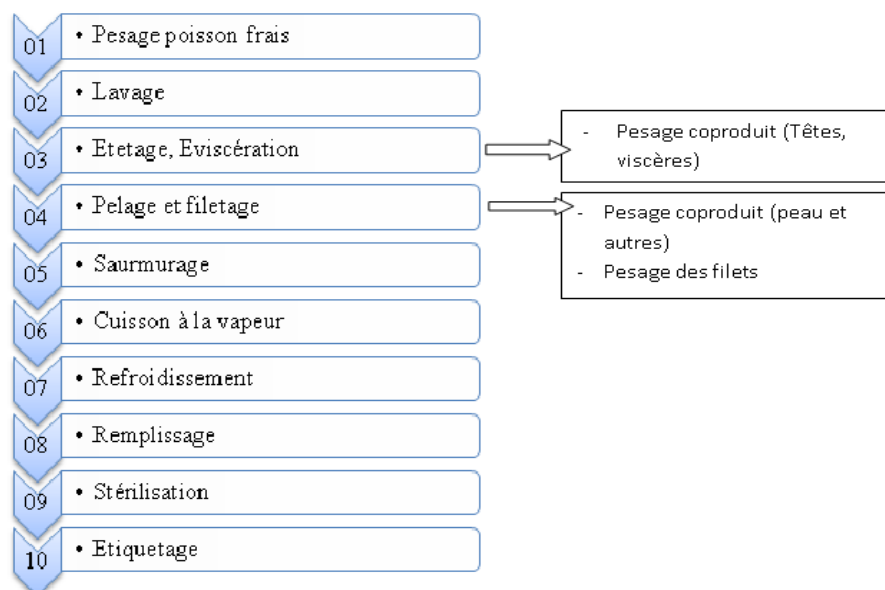 01 • Pesage poisson frais
02 • Lavage
03 • Etetage, Eviscération
- Pesage coproduit (Têtes,
viscères)
04 • Pelage et filetage
- Pesage coproduit (peau et
autres)
- Pesage des filets
05 • Saurmurage
06 • Cuisson à la vapeur
07 • Refroidissement
08 • Remplissage
09 • Stérilisation
10 • Etiquetage